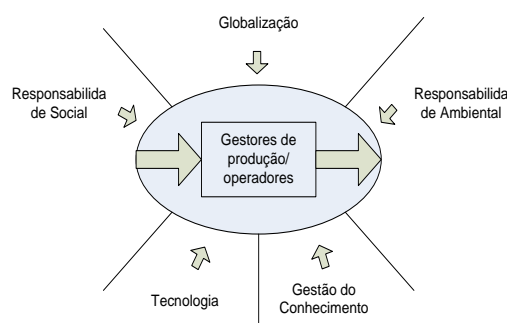 Globalização
Responsabilida
de Social
Responsabilida
de Ambiental
Gestores de
produção/
operadores
Tecnologia
Gestão do
Conhecimento